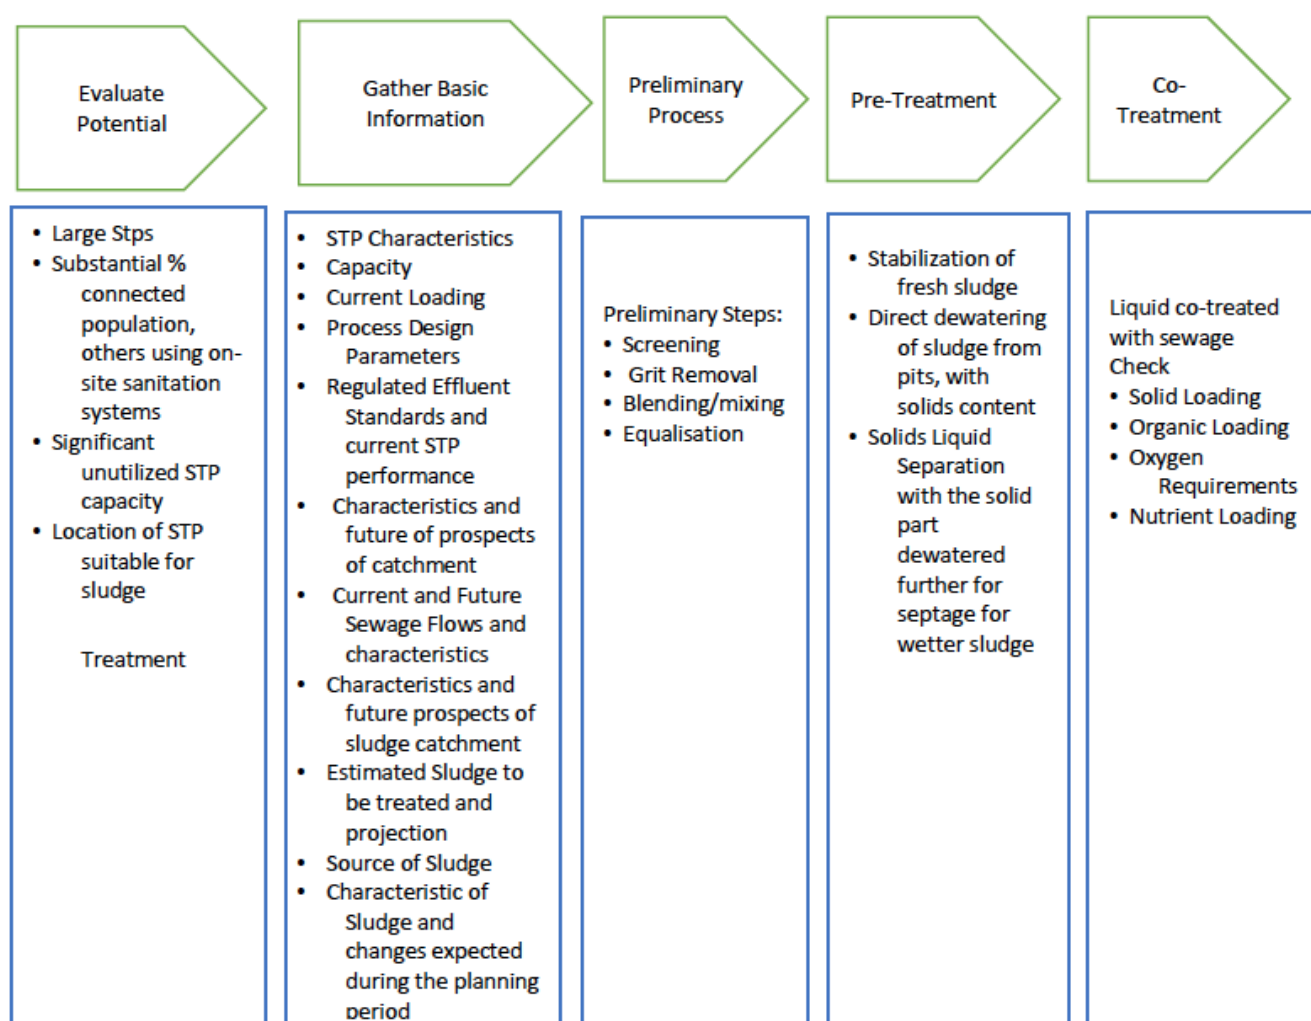 Evaluate
Potential
Gather Basic
Information
Preliminary
Process
Pre-Treatment
Co-
Treatment
• Large Stps
• Substantial %
connected
population,
others using on-
site sanitation
systems
• Significant
unutilized STP
capacity
• Location of STP
suitable for
sludge
Treatment
• STP Characteristics
• Capacity
• Current Loading
• Process Design
Parameters
• Regulated Effluent
Standards and
current STP
performance
• Characteristics and
future of prospects
of catchment
• Current and Future
Sewage Flows and
characteristics
• Characteristics and
future prospects of
sludge catchment
• Estimated Sludge to
be treated and
projection
• Source of Sludge
• Characteristic of
Sludge and
changes expected
during the planning
period
Preliminary Steps:
• Screening
• Grit Removal
• Blending/mixing
• Equalisation
• Stabilization of
fresh sludge
• Direct dewatering
of sludge from
pits, with
solids content
• Solids Liquid
Separation
with the solid
part
dewatered
further for
septage for
wetter sludge
Liquid co-treated
with sewage
Check
• Solid Loading
• Organic Loading
• Oxygen
Requirements
• Nutrient Loading